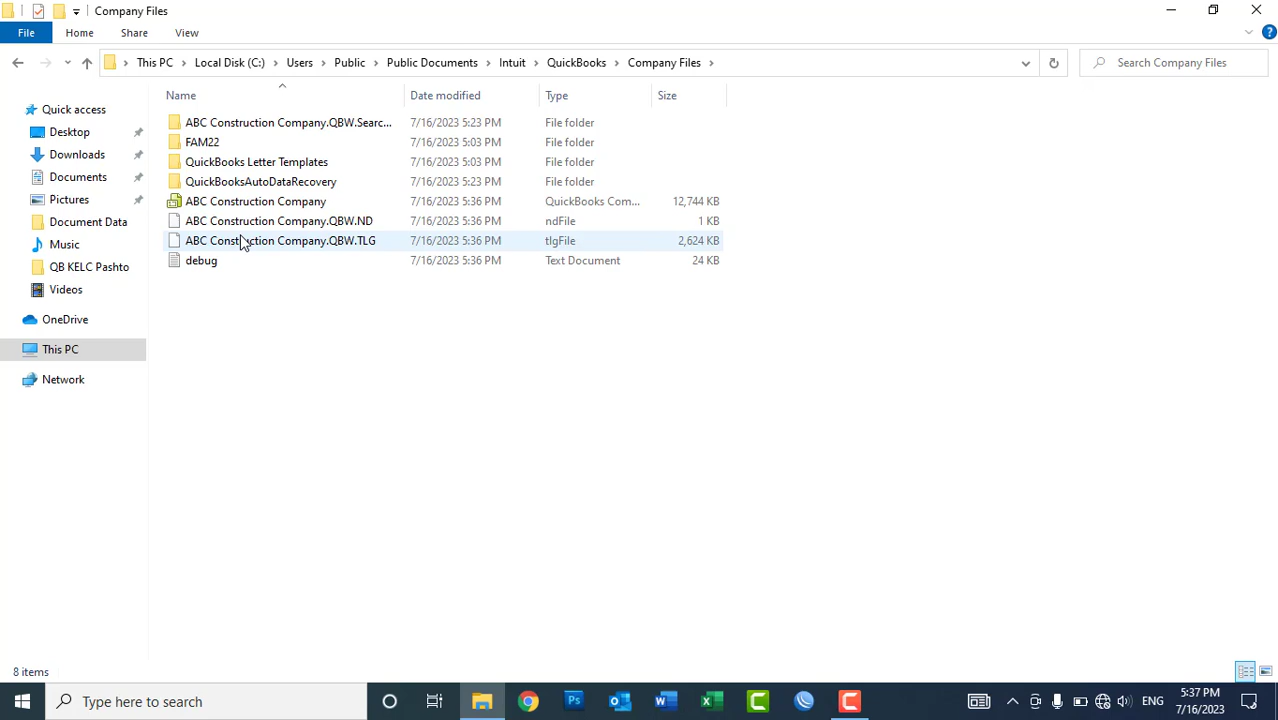 Company Files
File Home Share View
This PC Local Disk (C:) Users Public Public Documents Intuit QuickBooks Company Files
Search Company Files
Name Date modified Type Size
Quick access
Desktop
Downloads
Documents
Pictures
Document Data
Music
QB KELC Pashto
Videos
OneDrive
This PC
Network
ABC Construction Company.QBW.Searc... 7/16/2023 5:23 PM File folder
FAM22 7/16/2023 5:03 PM File folder
QuickBooks Letter Templates 7/16/2023 5:03 PM File folder
QuickBooksAutoDataRecovery 7/16/2023 5:23 PM File folder
ABC Construction Company 7/16/2023 5:36 PM QuickBooks Com... 12,744 KB
ABC Construction Company.QBW.ND 7/16/2023 5:36 PM ndFile 1 KB
ABC Construction Company.QBW.TLG 7/16/2023 5:36 PM tlgFile 2,624 KB
debug 7/16/2023 5:36 PM Text Document 24 KB
8 items
Type here to search
Ps
ENG
5:37 PM
7/16/2023